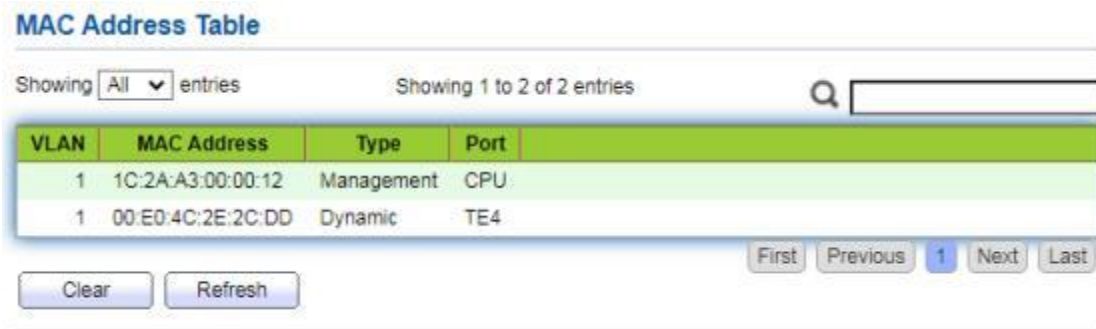 MAC Address Table
Showing All entries Showing 1 to 2 of 2 entries
VLAN MAC Address Type Port
1 1C:2A:A3:00:00:12 Management CPU
1 00:E0:4C:2E:2C:DD Dynamic TE4
First Previous 1 Next Last
Clear Refresh